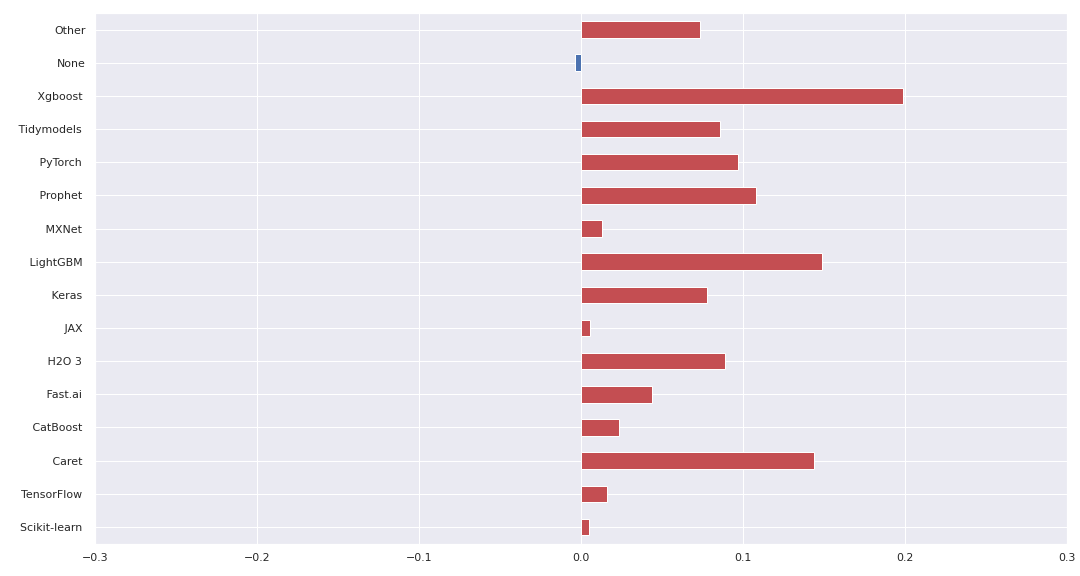 Other
None
Xgboost
Tidymodels
PyTorch
Prophet
MXNet
LightGBM
Keras
JAX
H2O 3
Fast.ai
CatBoost
Caret
TensorFlow
Scikit-learn
−0.3 −0.2 −0.1 0.0 0.1 0.2 0.3